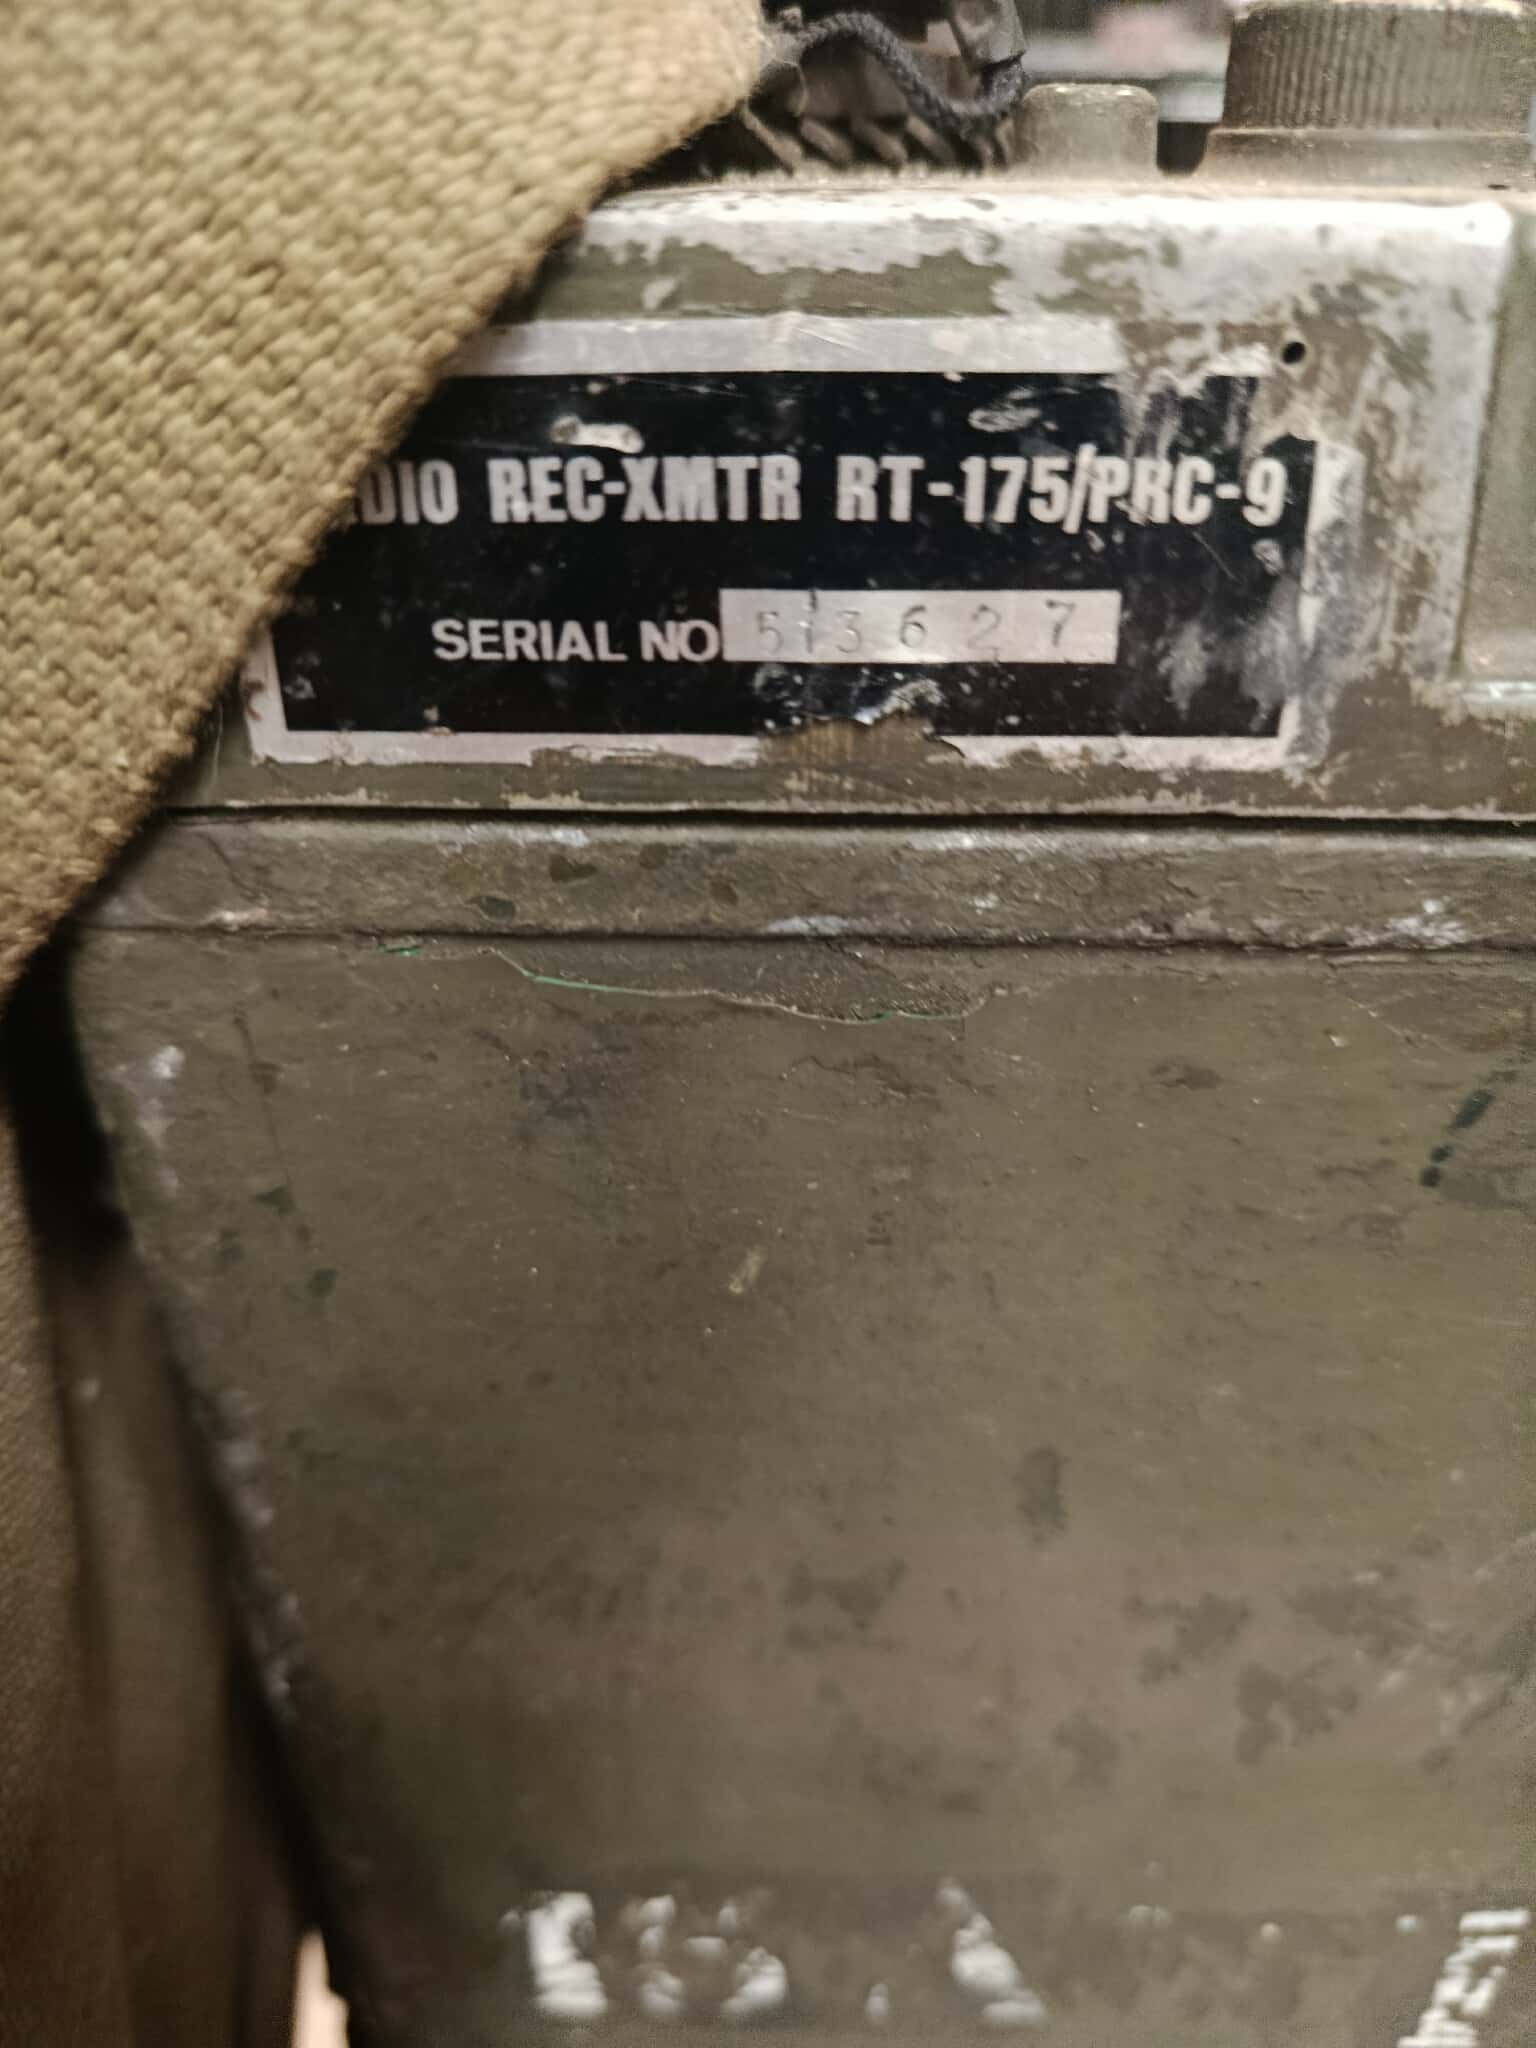 DIO REC-XMTR RT-175/PRC-9
SERIAL NO 513627